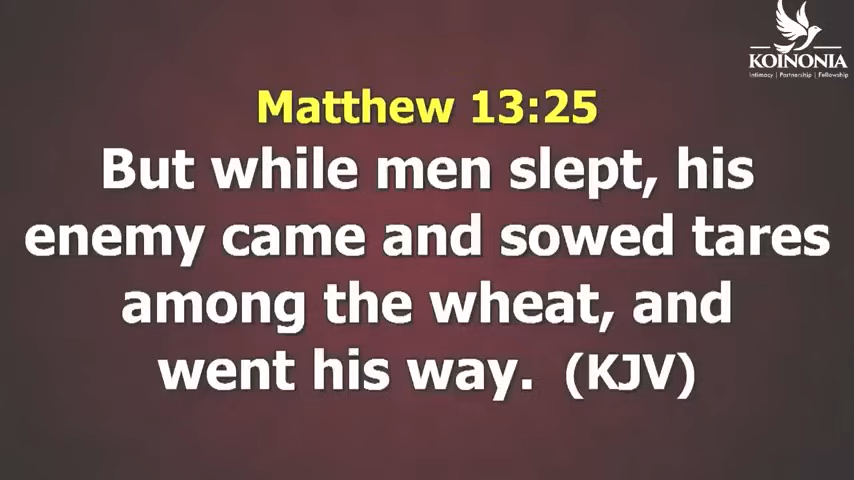 KOINONIA
Intimacy | Partnership | Fellowship
Matthew 13:25
But while men slept, his
enemy came and sowed tares
among the wheat, and
went his way. (KJV)